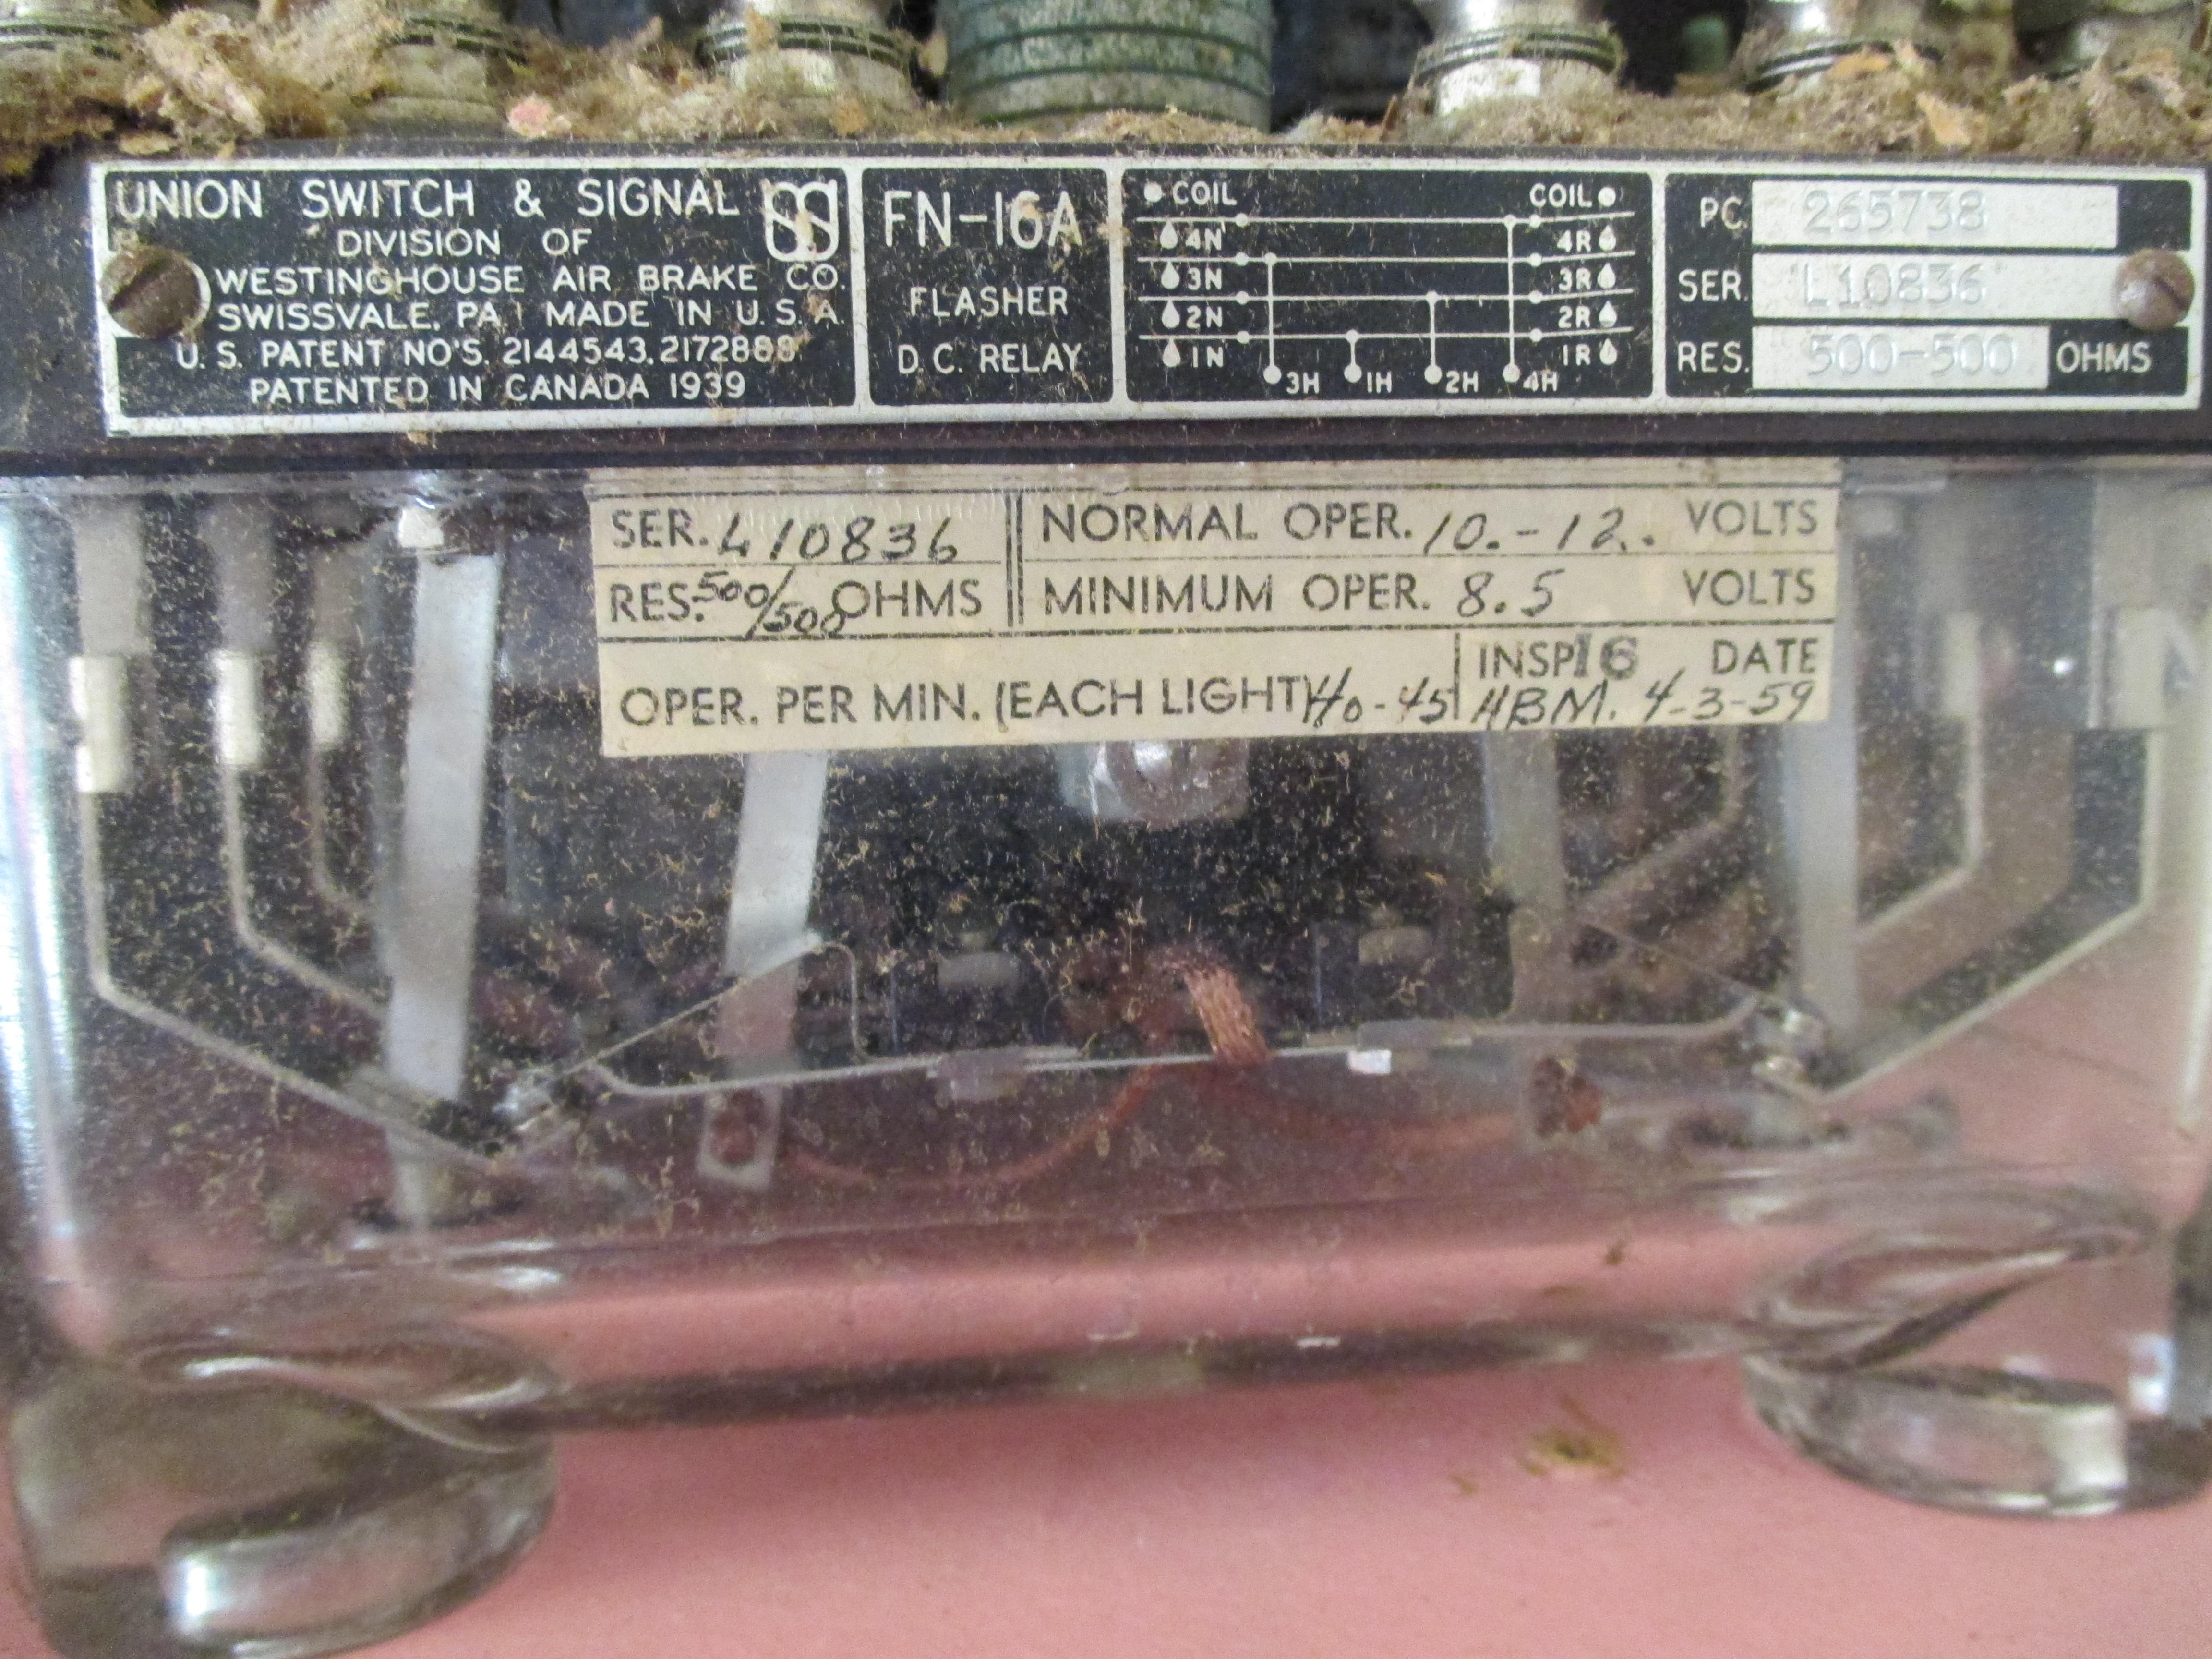 UNION SWITCH & SIGNAL
DIVISION OF
WESTINGHOUSE AIR BRAKE CO.
SWISSVALE, PA. MADE IN U.S.A.
U.S. PATENT NO'S. 2144543, 2172888
PATENTED IN CANADA 1939
FN-16A
FLASHER
D.C. RELAY
COIL COIL
4N 4R
3N 3R
2N 2R
1N 1R
3H 1H 2H 4H
PC. 265738
SER. L10836
RES. 500-500 OHMS
SER. L10836
RES. 500/500 OHMS
NORMAL OPER. 10.-12.. VOLTS
MINIMUM OPER. 8.5 VOLTS
OPER. PER MIN. (EACH LIGHT) 40-45
INSP 16 DATE
HBM. 4-3-59